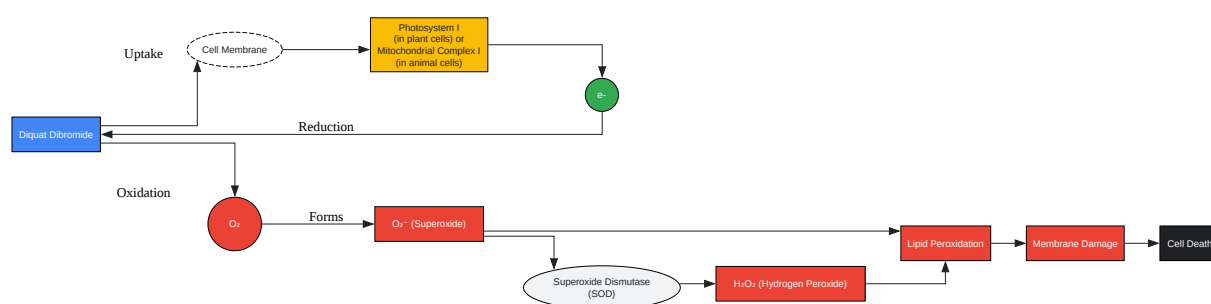 Photosystem I
(in plant cells) or
Mitochondrial Complex I
(in animal cells)
Uptake
Cell Membrane
e-
Diquat Dibromide
Reduction
Oxidation
O₂
Forms
O₂⁻ (Superoxide)
Lipid Peroxidation
Membrane Damage
Cell Death
Superoxide Dismutase
(SOD)
H₂O₂ (Hydrogen Peroxide)